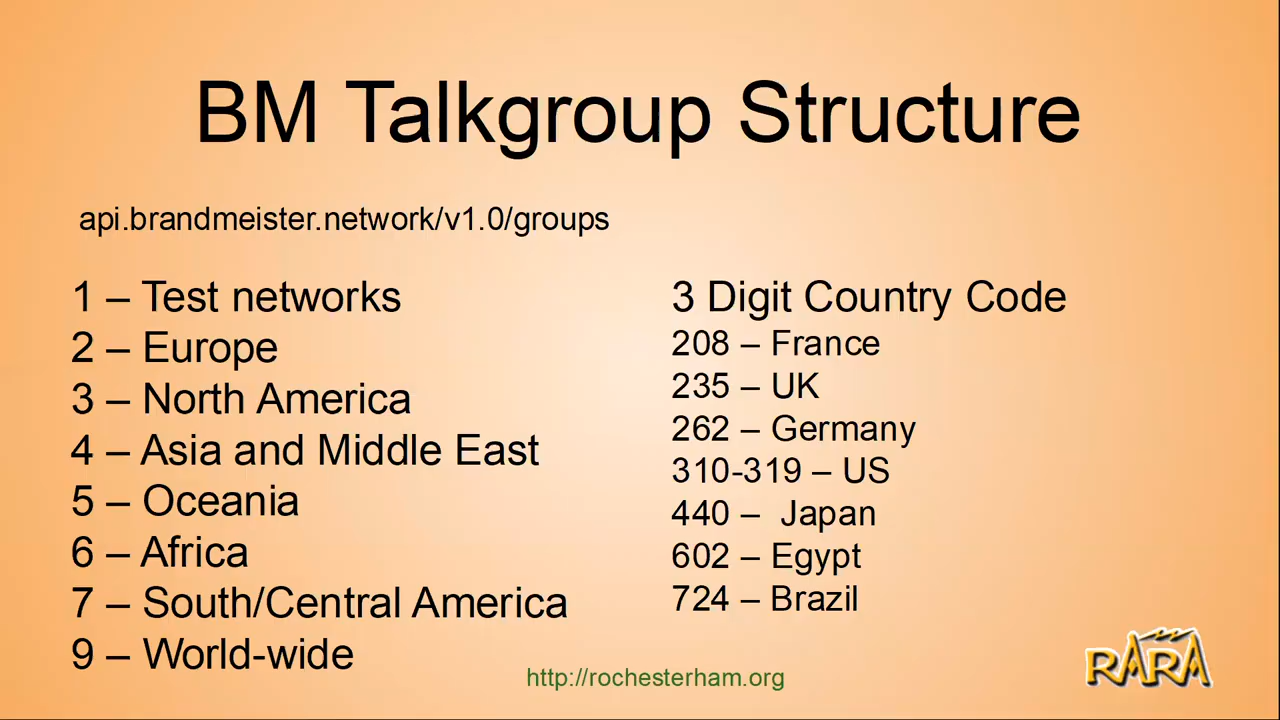 BM Talkgroup Structure
api.brandmeister.network/v1.0/groups
1 – Test networks
2 – Europe
3 – North America
4 – Asia and Middle East
5 – Oceania
6 – Africa
7 – South/Central America
9 – World-wide
3 Digit Country Code
208 – France
235 – UK
262 – Germany
310-319 – US
440 –  Japan
602 – Egypt
724 – Brazil
http://rochesterham.org
RARA